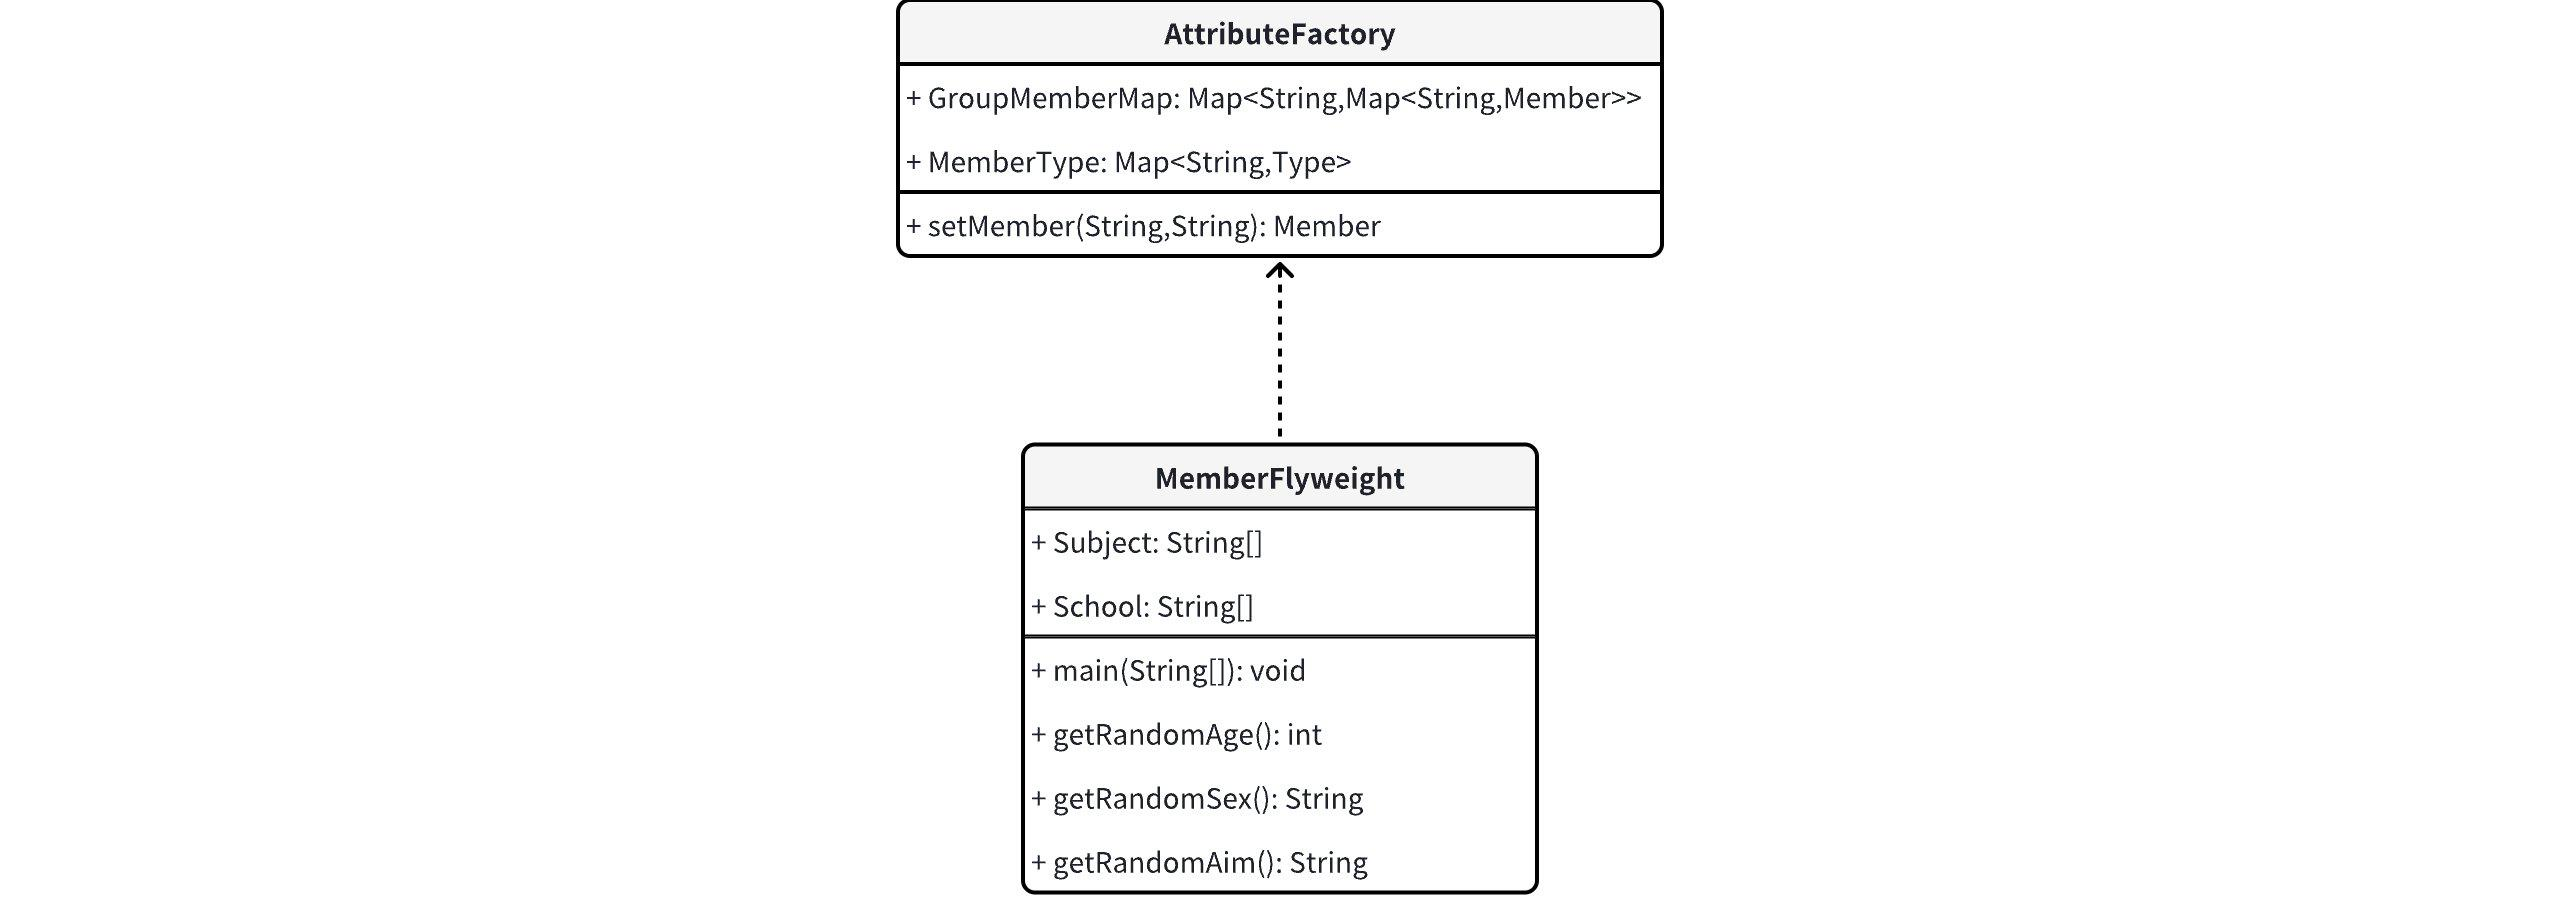 AttributeFactory
+ GroupMemberMap: Map<String,Map<String,Member>>
+ MemberType: Map<String,Type>
+ setMember(String,String): Member
MemberFlyweight
+ Subject: String[]
+ School: String[]
+ main(String[]): void
+ getRandomAge(): int
+ getRandomSex(): String
+ getRandomAim(): String